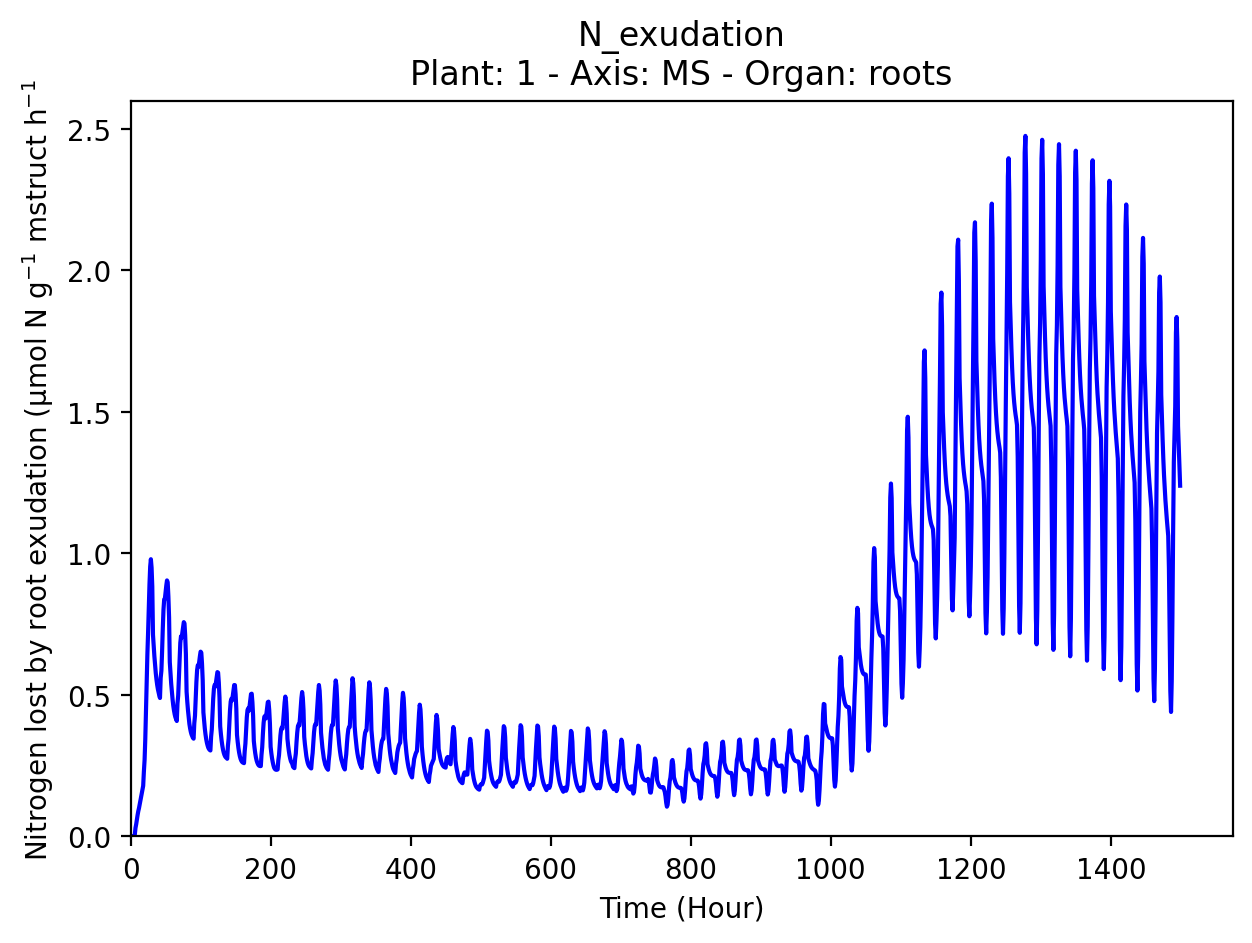 N_exudation
Plant: 1 - Axis: MS - Organ: roots
Nitrogen lost by root exudation (µmol N g⁻¹ mstruct h⁻¹
2.5
2.0
1.5
1.0
0.5
0.0
0 200 400 600 800 1000 1200 1400
Time (Hour)